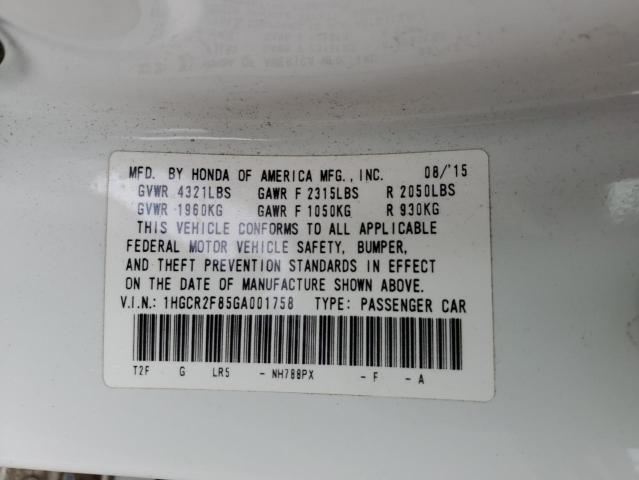 MFD. BY HONDA OF AMERICA MFG., INC. 08/'15
GVWR 4321LBS GAWR F 2315LBS R 2050LBS
GVWR 1960KG GAWR F 1050KG R 930KG
THIS VEHICLE CONFORMS TO ALL APPLICABLE
FEDERAL MOTOR VEHICLE SAFETY, BUMPER,
AND THEFT PREVENTION STANDARDS IN EFFECT
ON THE DATE OF MANUFACTURE SHOWN ABOVE.
V.I.N.: 1HGCR2F85GA001758 TYPE: PASSENGER CAR
T2F G LR5 - NH788PX - F - A